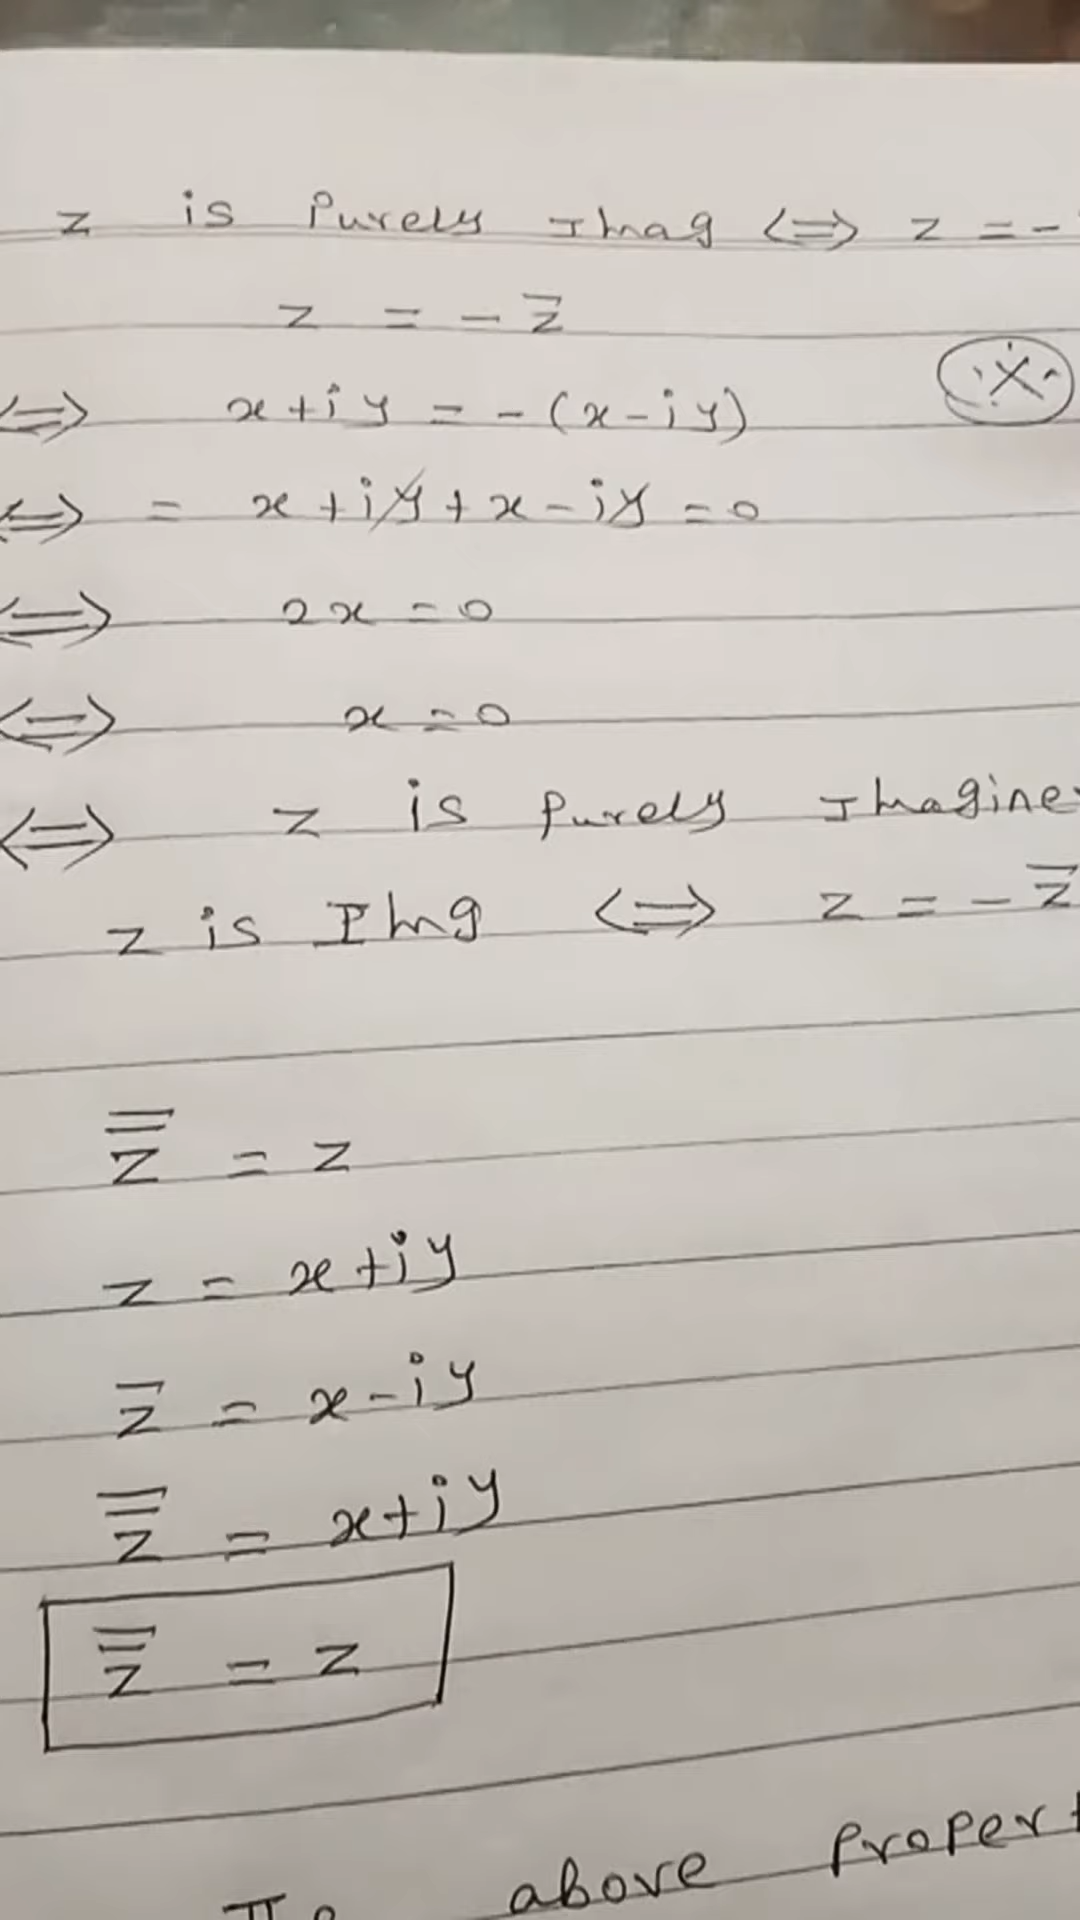 z is Purely Imag ⟺ z = -
z = - z̄
⟺ x + iy = - (x - iy)
⟺ = x + iy + x - iy = 0
⟺ 2x = 0
⟺ x = 0
⟺ z is Purely Imagine
z is Img ⟺ z = - z̄
z̿ = z
z = x + iy
z̄ = x - iy
z̿ = x + iy
z̿ = z
above propert